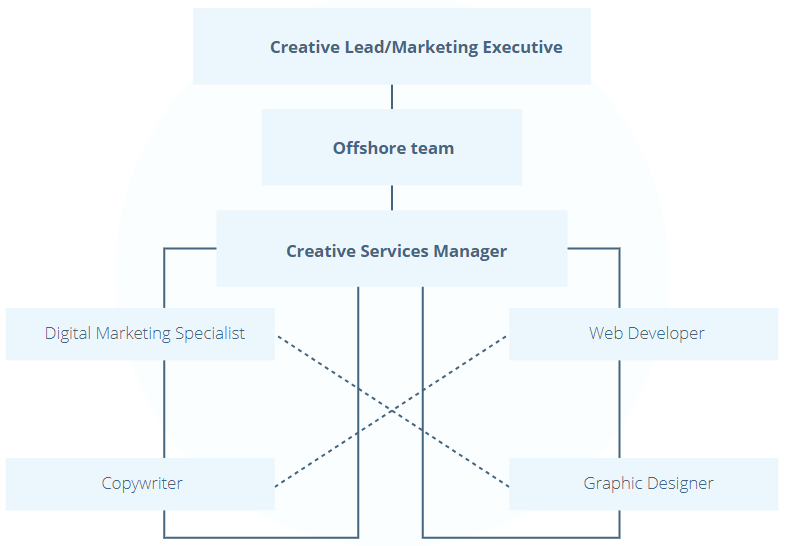 Creative Lead/Marketing Executive
Offshore team
Creative Services Manager
Digital Marketing Specialist
Web Developer
Copywriter
Graphic Designer